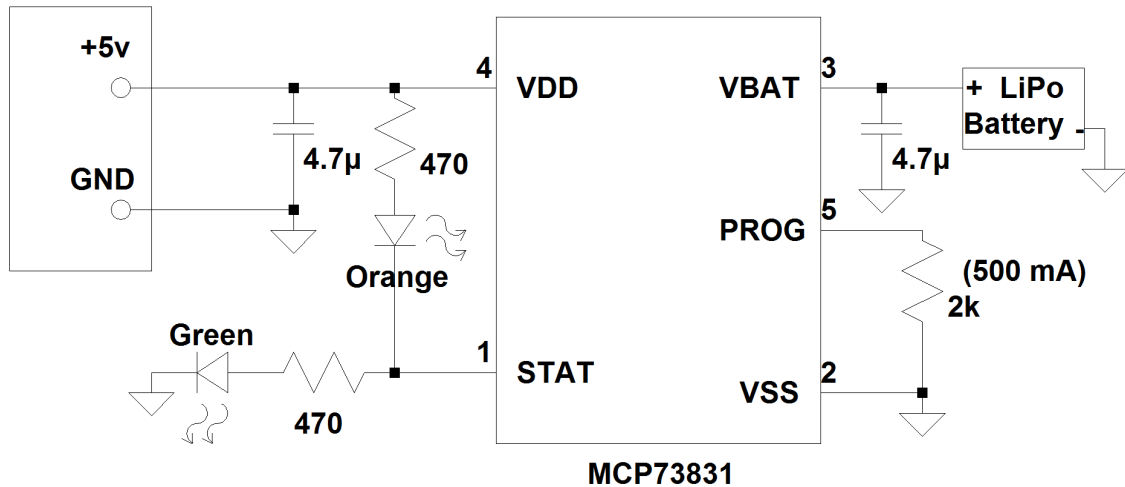 +5v
GND
4.7µ
470
Orange
Green
470
4
VDD
1
STAT
VBAT
3
PROG
5
VSS
2
4.7µ
+ LiPo
Battery -
(500 mA)
2k
MCP73831